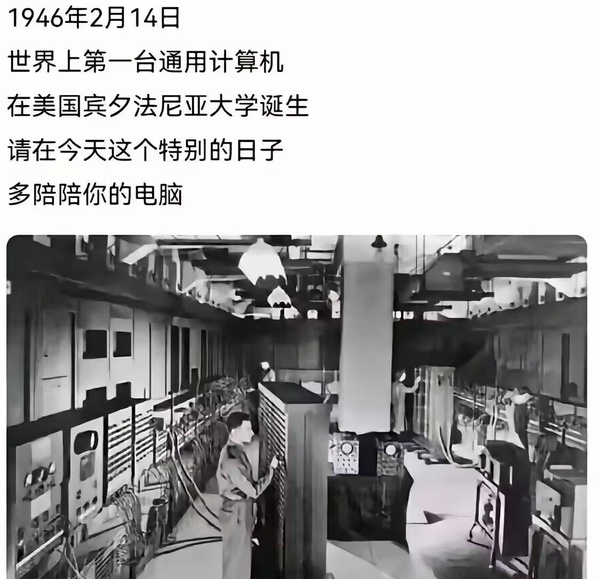 1946年2月14日
世界上第一台通用计算机
在美国宾夕法尼亚大学诞生
请在今天这个特别的日子
多陪陪你的电脑